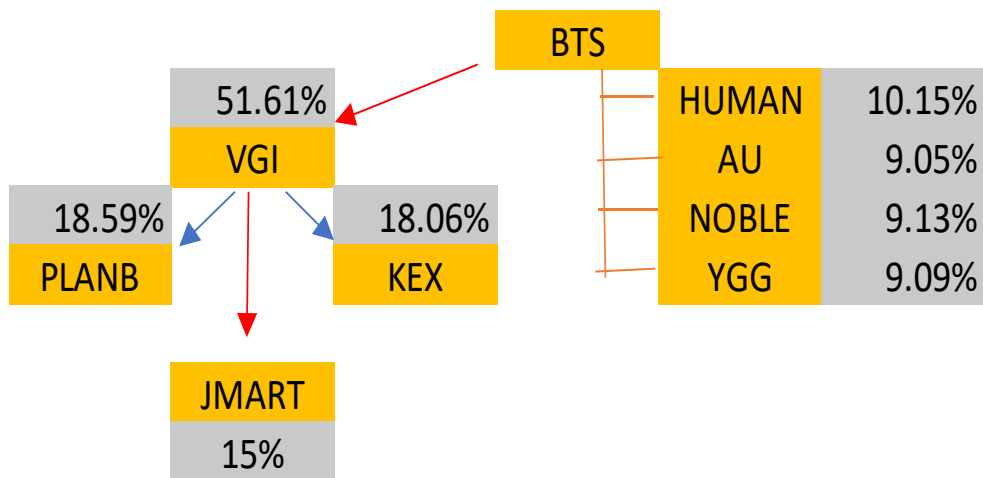 BTS
51.61%
VGI
HUMAN 10.15%
AU 9.05%
NOBLE 9.13%
YGG 9.09%
18.59%
PLANB
18.06%
KEX
JMART
15%